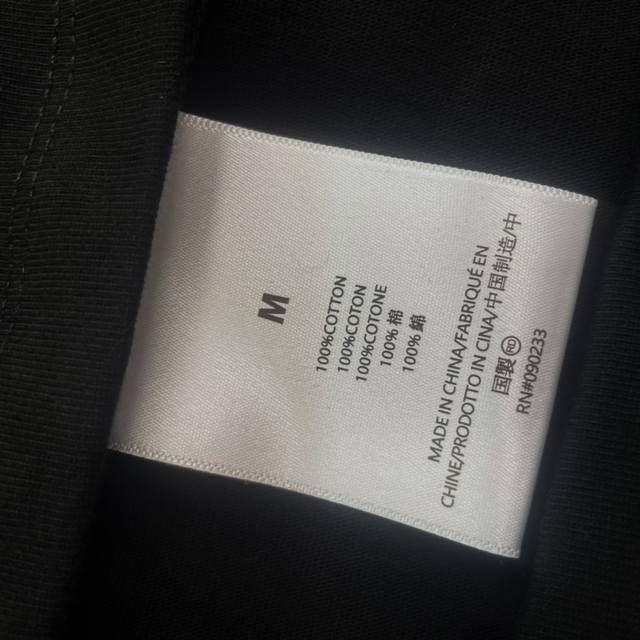 M
100%COTTON
100%COTON
100%COTONE
100% 棉
100% 錦
MADE IN CHINA/FABRIQUÉ EN
CHINE/PRODOTTO IN CINA/中国制造/中
国製 Ⓡ
RN#090233